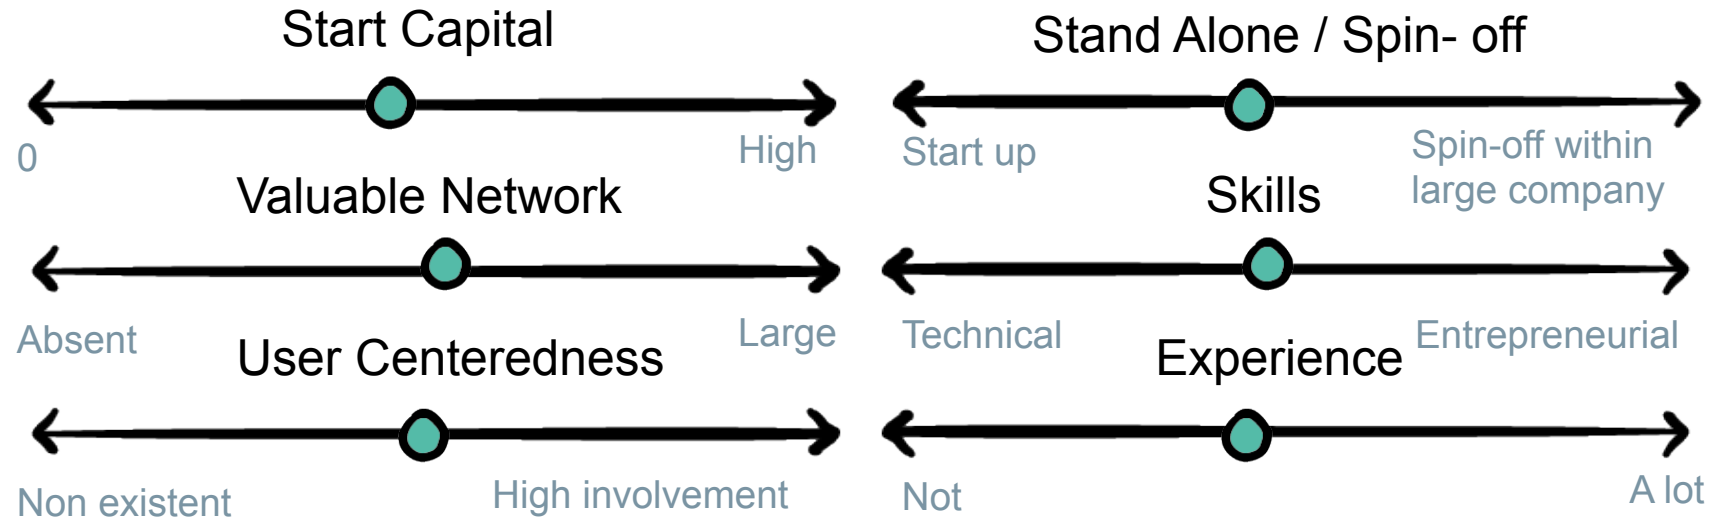 Start Capital
0
High
Stand Alone / Spin- off
Start up
Spin-off within
large company
Valuable Network
Absent
Large
Skills
Technical
Entrepreneurial
User Centeredness
Non existent
High involvement
Experience
Not
A lot